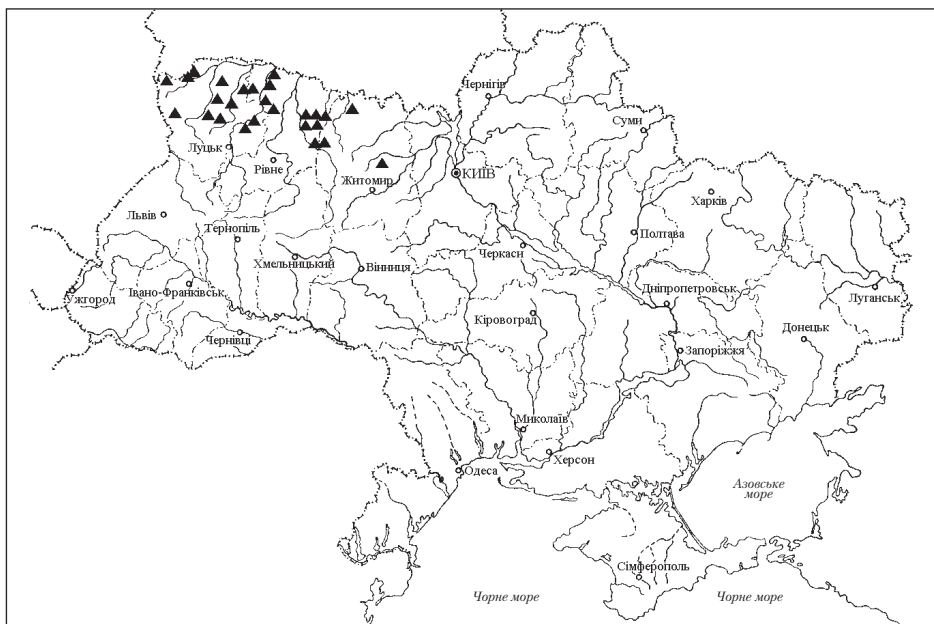 Чернігів
Суми
Луцьк
Рівне
Житомир
КИЇВ
Харків
Львів
Тернопіль
Полтава
Хмельницький
Вінниця
Черкаси
Ужгород
Івано-Франківськ
Дніпропетровськ
Луганськ
Кіровоград
Донецьк
Чернівці
Запоріжжя
Миколаїв
Херсон
Одеса
Азовське
море
Сімферополь
Чорне море
Чорне море